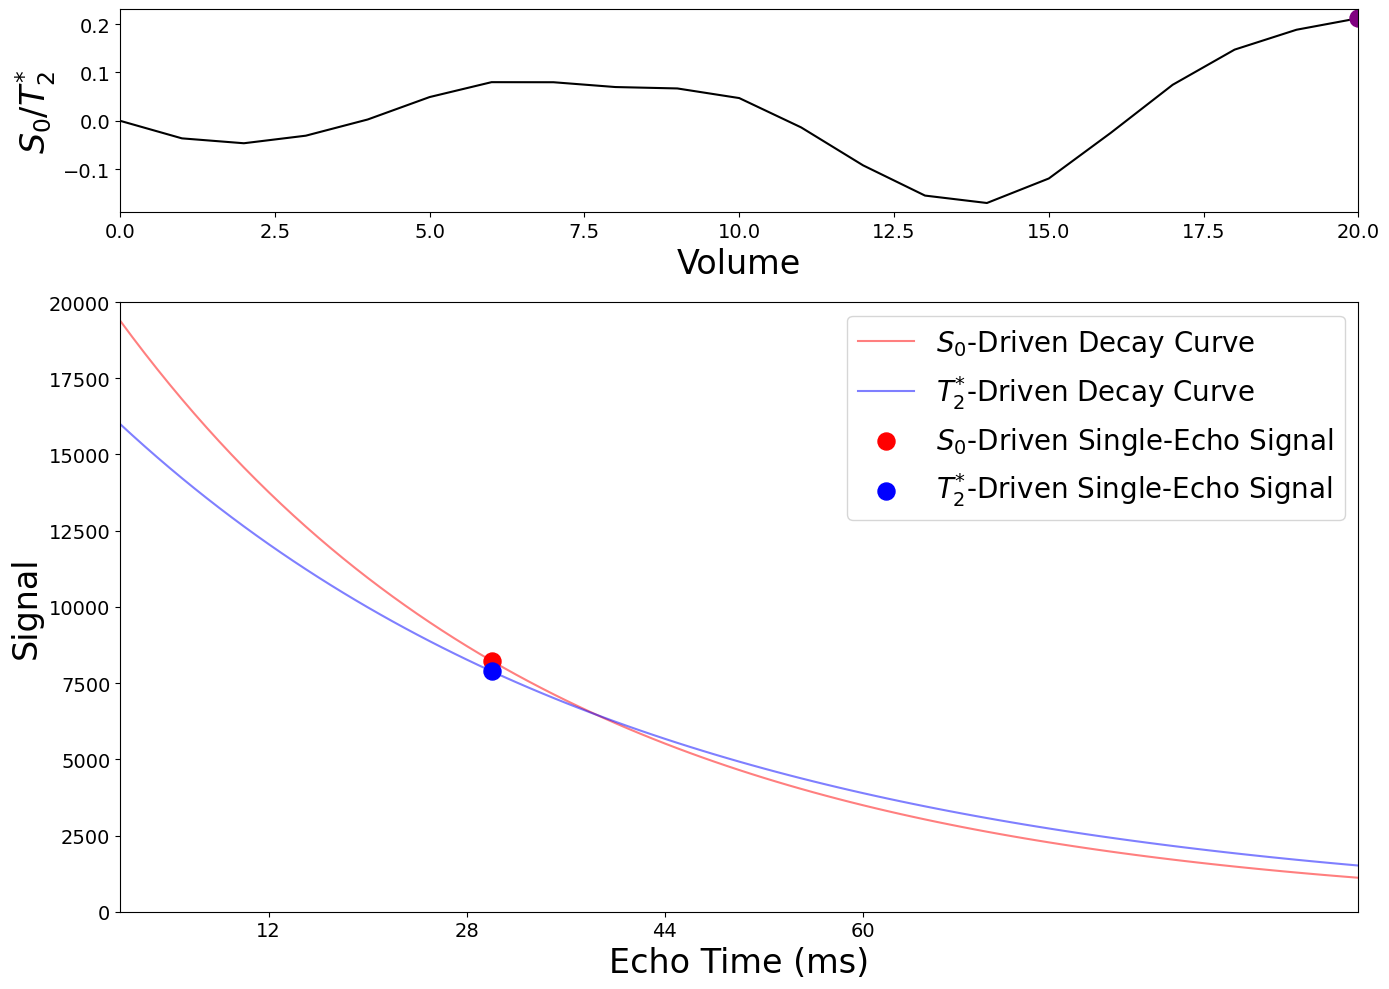 0.2
0.1
0.0
−0.1
S₀/T₂*
0.0 2.5 5.0 7.5 10.0 12.5 15.0 17.5 20.0
Volume
20000
17500
15000
12500
10000
7500
5000
2500
0
Signal
S₀-Driven Decay Curve
T₂*-Driven Decay Curve
S₀-Driven Single-Echo Signal
T₂*-Driven Single-Echo Signal
12 28 44 60
Echo Time (ms)